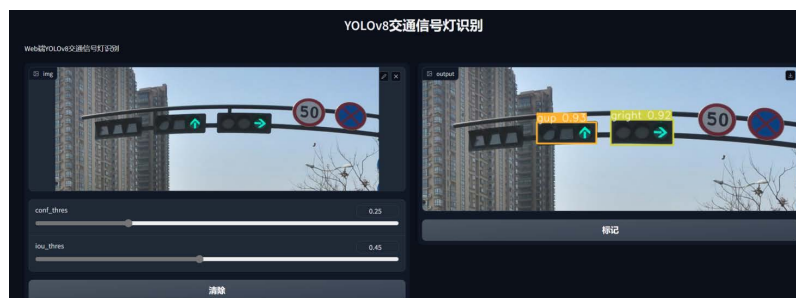 YOLOv8交通信号灯识别
Web端YOLOv8交通信号灯识别
img
50
conf_thres
0.25
iou_thres
0.45
清除
output
gup 0.93
gright 0.92
50
标记